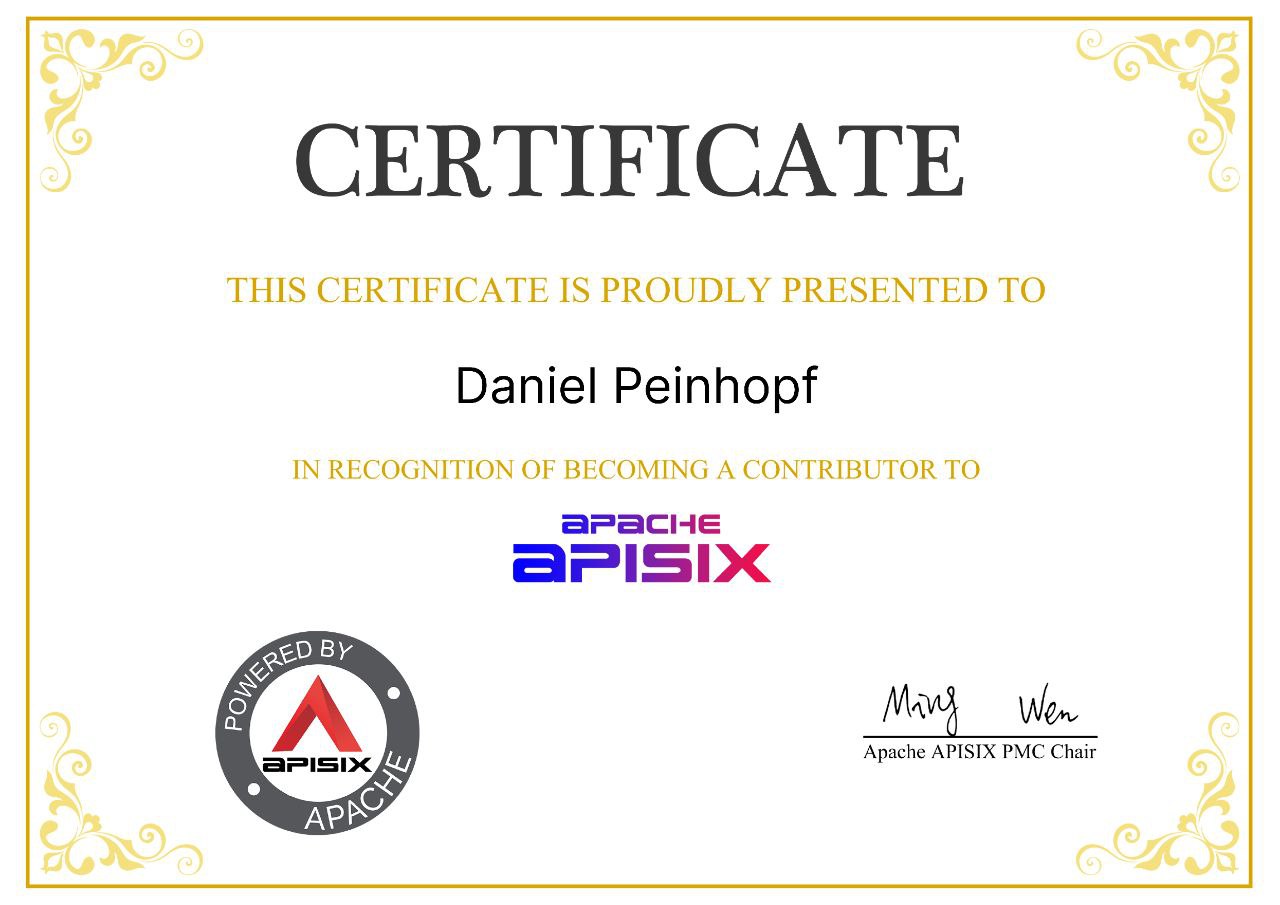 CERTIFICATE
THIS CERTIFICATE IS PROUDLY PRESENTED TO
Daniel Peinhopf
IN RECOGNITION OF BECOMING A CONTRIBUTOR TO
APACHE
APISIX
POWERED BY
APISIX
APACHE
Ming Wen
Apache APISIX PMC Chair